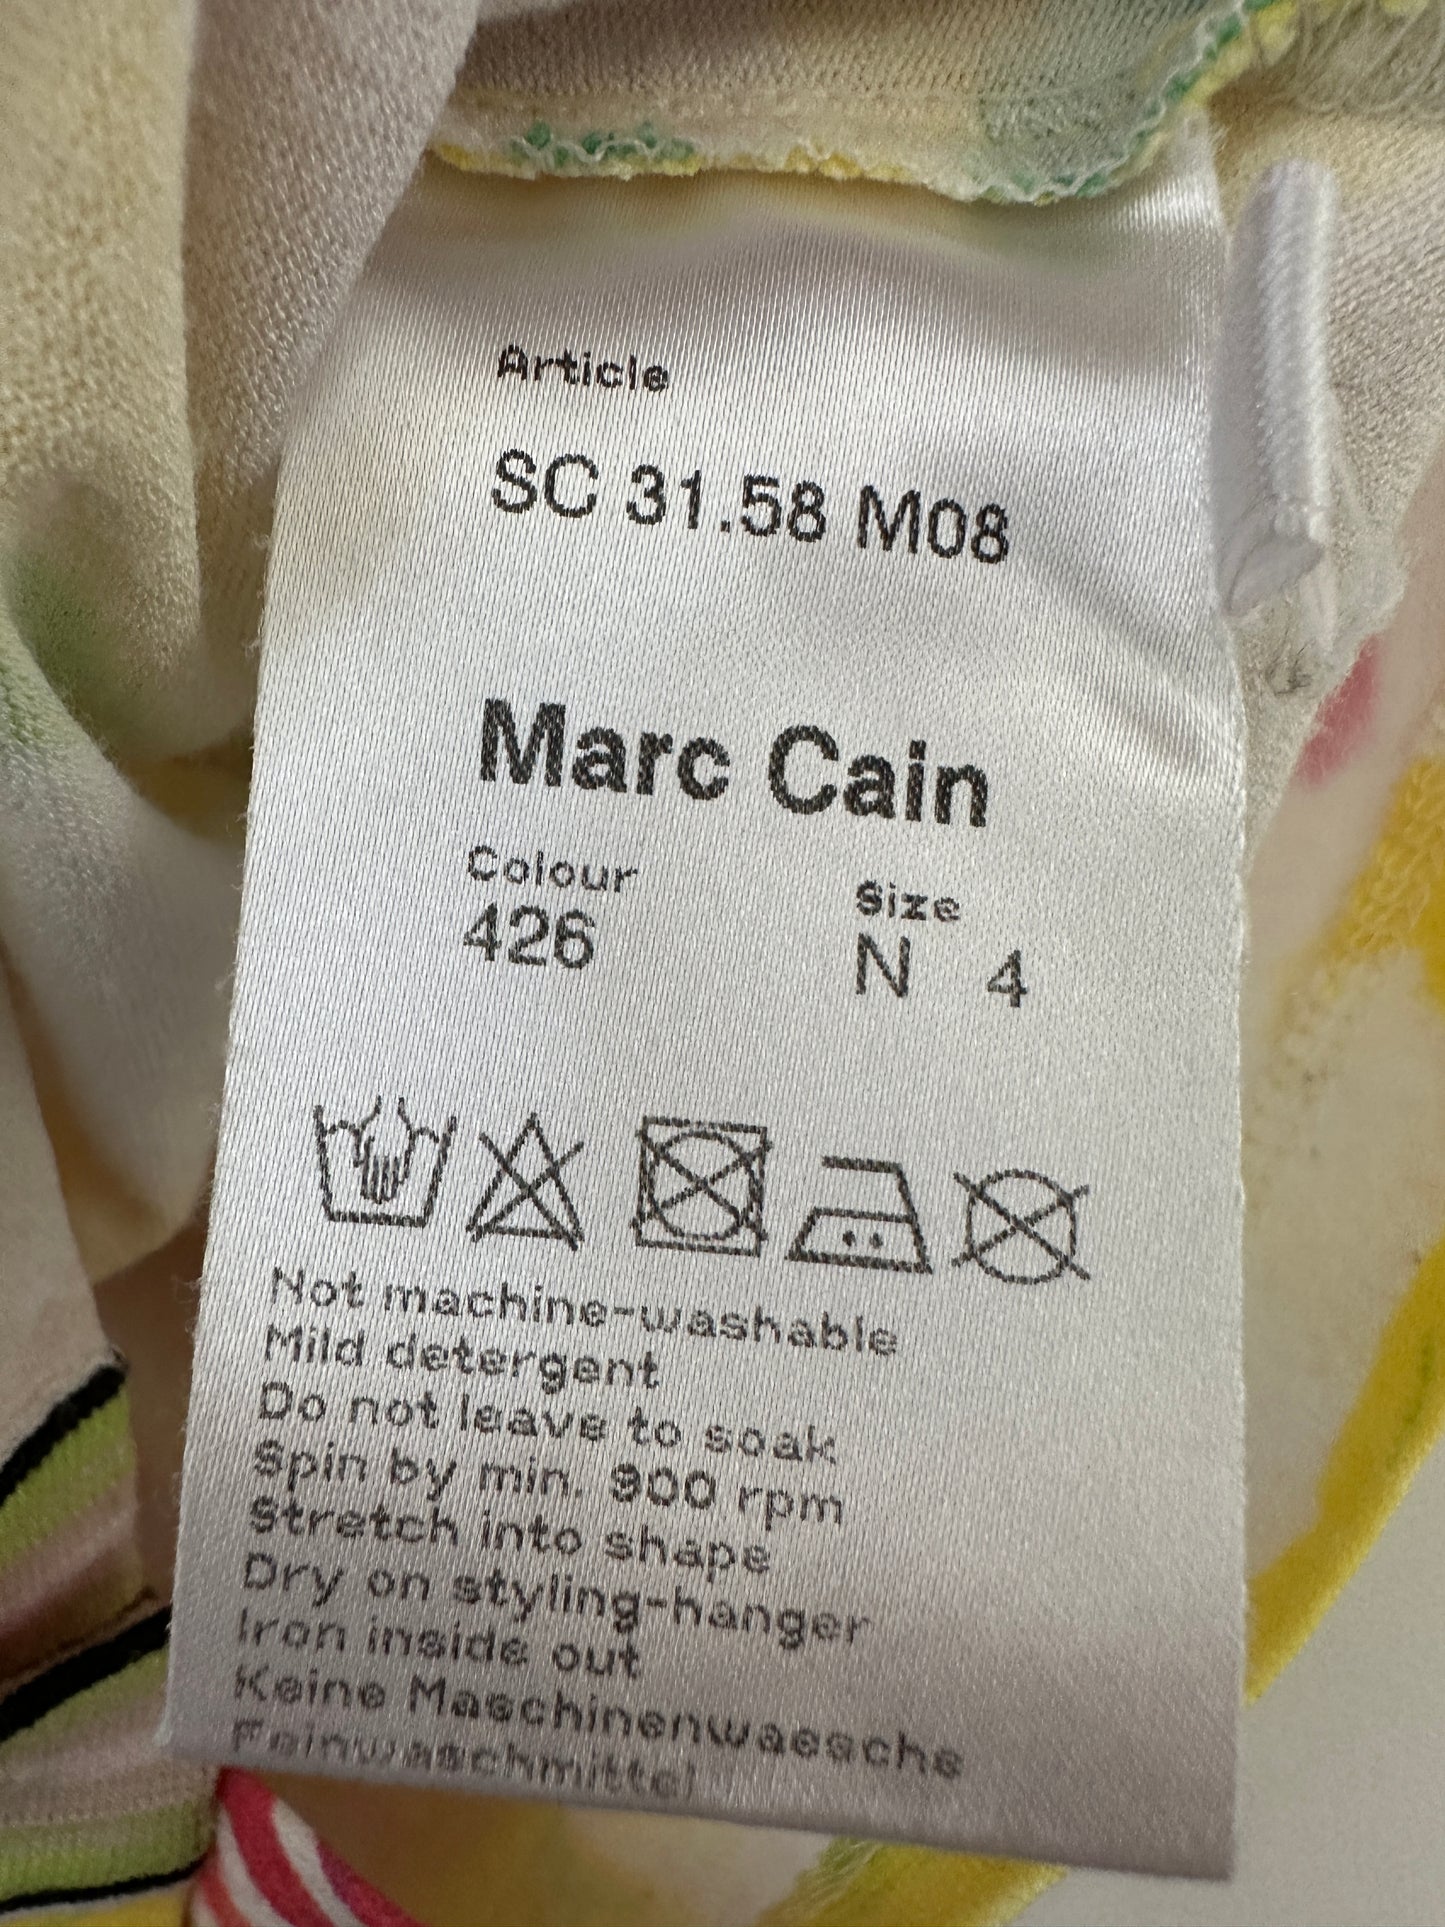 Article
SC 31.58 M08
Marc Cain
Colour Size
426 N 4
Not machine-washable
Mild detergent
Do not leave to soak
Spin by min. 900 rpm
Stretch into shape
Dry on styling-hanger
Iron inside out
Keine Maschinenwaesche
Feinwaschmittel